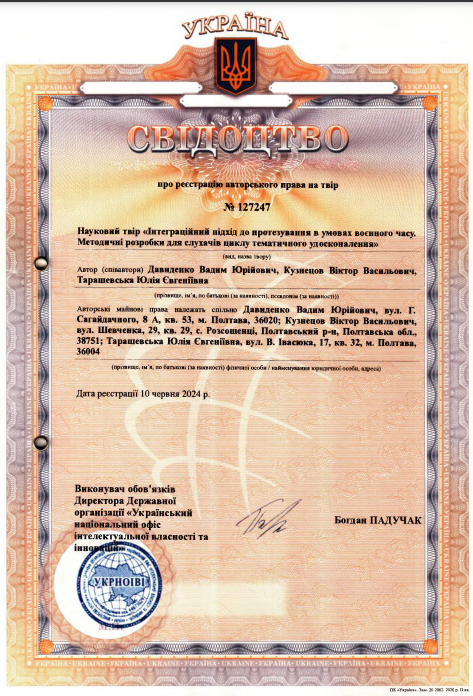 УКРАЇНА
СВІДОЦТВО
про реєстрацію авторського права на твір
№ 127247
Науковий твір «Інтеграційний підхід до протезування в умовах воєнного часу.
Методичні розробки для слухачів циклу тематичного удосконалення»
(вид, назва твору)
Автор (співавтори) Давиденко Вадим Юрійович, Кузнецов Віктор Васильович,
Тарашевська Юлія Євгеніївна
(прізвище, ім'я, по батькові (за наявності), псевдонім (за наявності))
Авторські майнові права належать спільно Давиденко Вадим Юрійович, вул. Г.
Сагайдачного, 8 А, кв. 53, м. Полтава, 36020; Кузнецов Віктор Васильович,
вул. Шевченка, 29, кв. 29, с. Розсошенці, Полтавський р-н, Полтавська обл.,
38751; Тарашевська Юлія Євгеніївна, вул. В. Івасюка, 17, кв. 32, м. Полтава,
36004
(прізвище, ім'я, по батькові (за наявності) фізичної особи / найменування юридичної особи, адреса)
Дата реєстрації 10 червня 2024 р.
Виконувач обов'язків
Директора Державної
організації «Український
національний офіс
інтелектуальної власності та
інновацій»
Богдан ПАДУЧАК
УКРНОІВІ